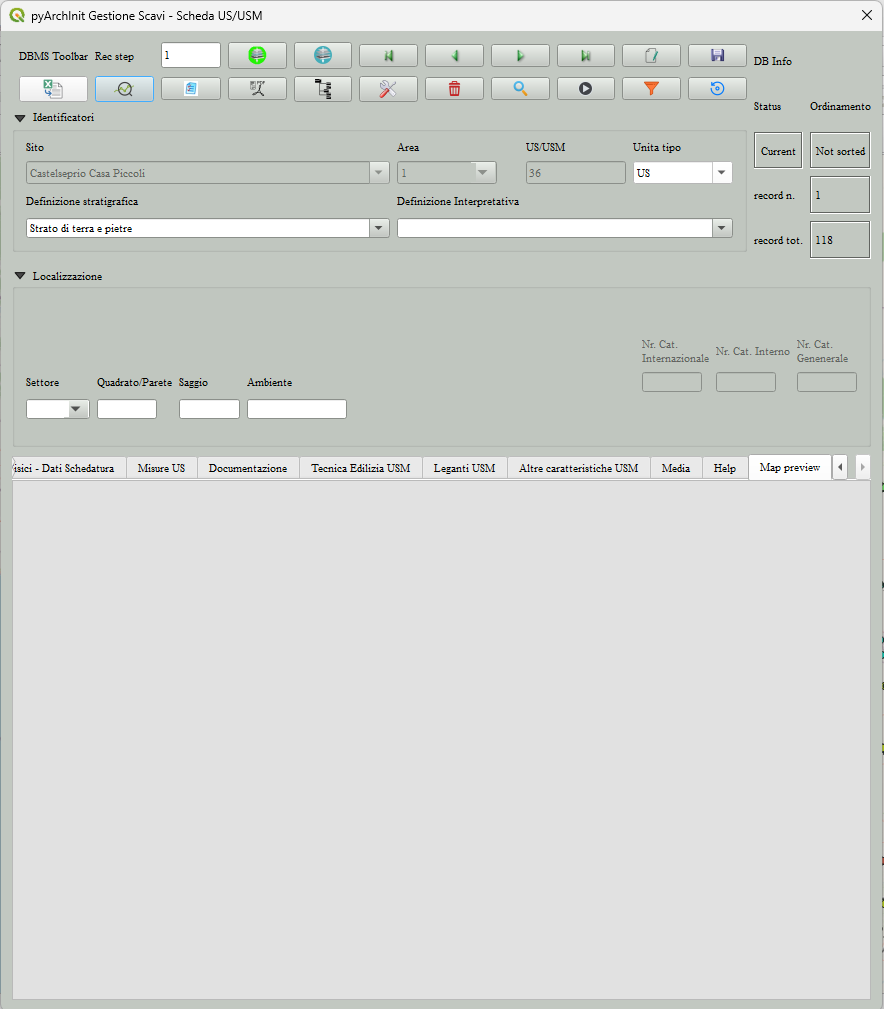 pyArchInit Gestione Scavi - Scheda US/USM
DBMS Toolbar Rec step 1
DB Info
Status Ordinamento
Current Not sorted
record n. 1
record tot. 118
Identificatori
Sito Area US/USM Unita tipo
Castelseprio Casa Piccoli 1 36 US
Definizione stratigrafica Definizione Interpretativa
Strato di terra e pietre
Localizzazione
Nr. Cat. Internazionale Nr. Cat. Interno Nr. Cat. Genenerale
Settore Quadrato/Parete Saggio Ambiente
isici - Dati Schedatura Misure US Documentazione Tecnica Edilizia USM Leganti USM Altre caratteristiche USM Media Help Map preview